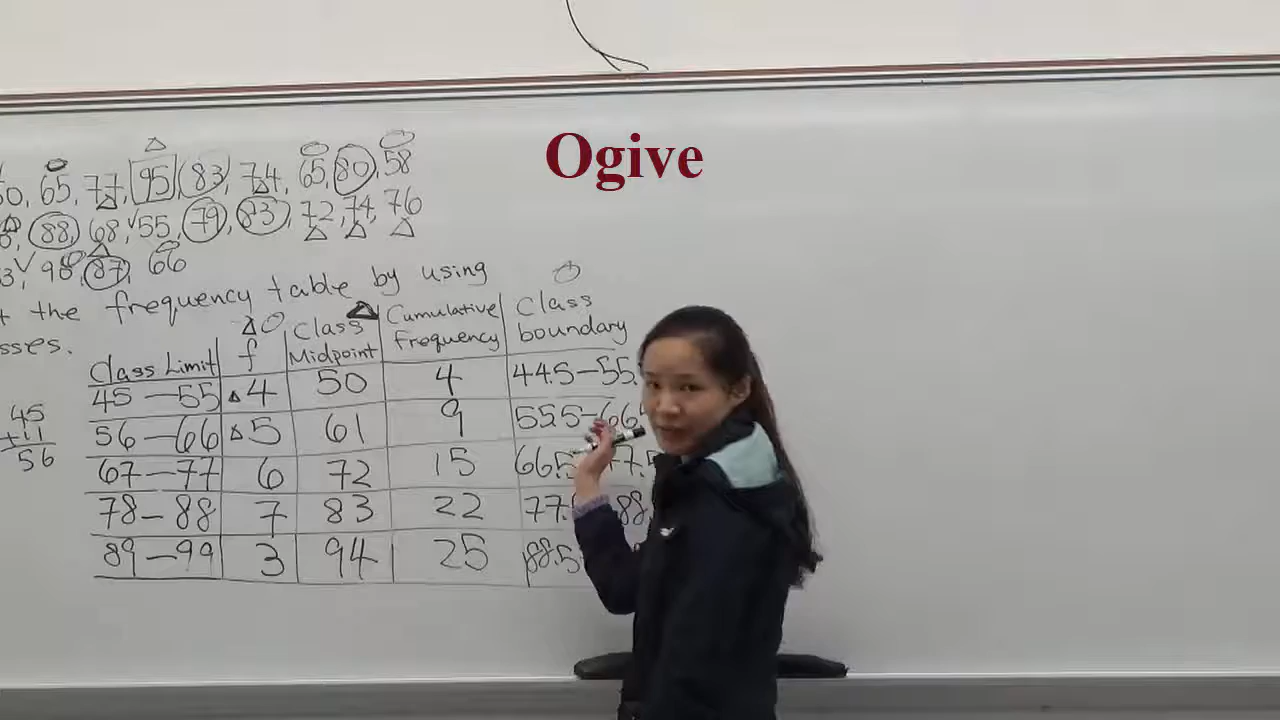 Ogive
65, 77, 95, 83, 74, 65, 80, 58
88, 68, 55, 79, 83, 72, 74, 76
98, 87, 66
the frequency table by using
Class Limit f Class Midpoint Cumulative Frequency Class boundary
45 — 55 4 50 4 44.5 – 55.
56 — 66 5 61 9 55.5 – 66
67 — 77 6 72 15 66.5 77.5
78 — 88 7 83 22 77. 88
89 — 99 3 94 25 88.5
45
+11
56